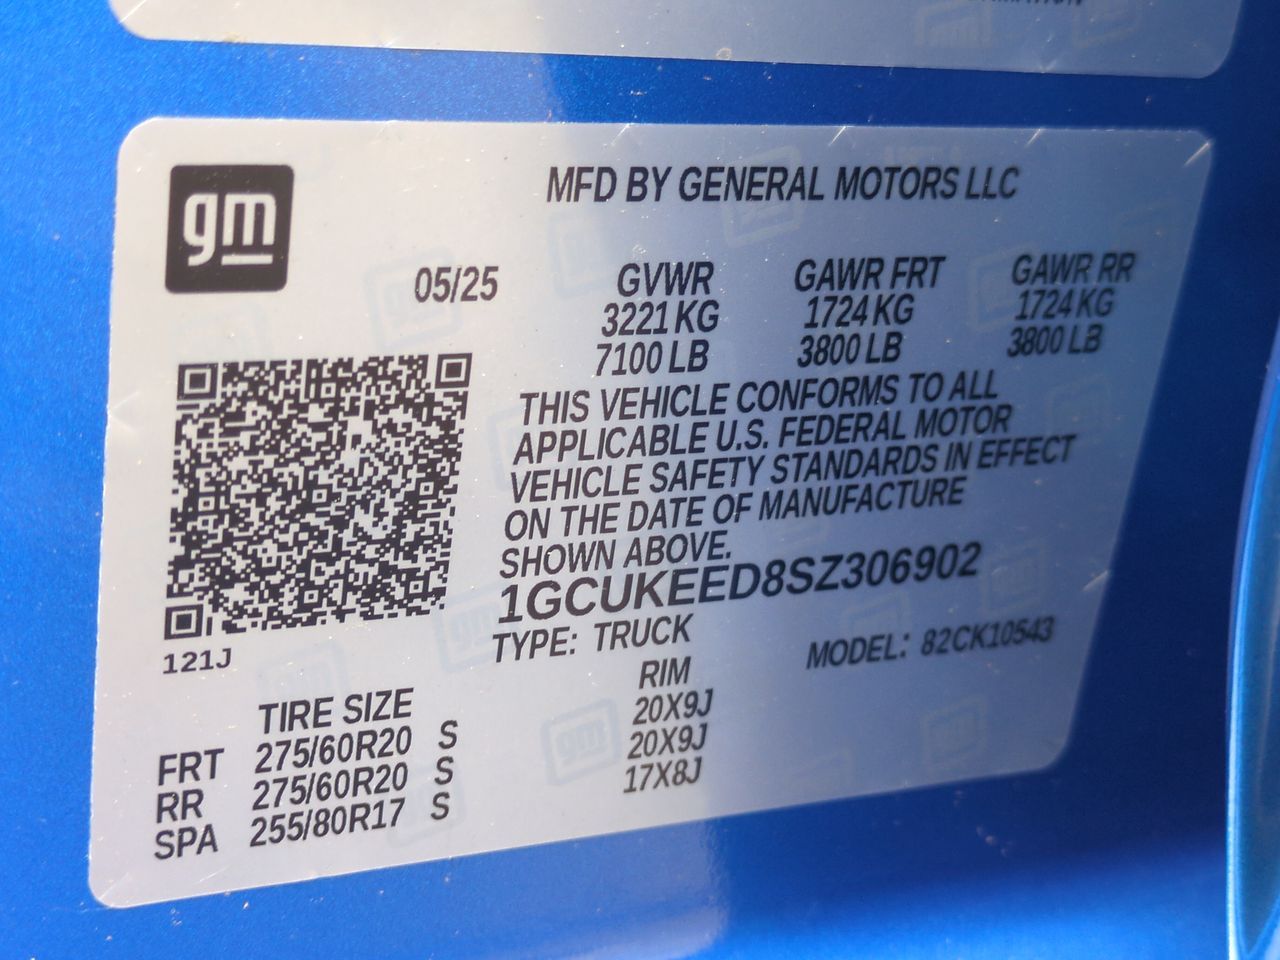 gm
MFD BY GENERAL MOTORS LLC
05/25
GVWR GAWR FRT GAWR RR
3221 KG 1724 KG 1724 KG
7100 LB 3800 LB 3800 LB
THIS VEHICLE CONFORMS TO ALL
APPLICABLE U.S. FEDERAL MOTOR
VEHICLE SAFETY STANDARDS IN EFFECT
ON THE DATE OF MANUFACTURE
SHOWN ABOVE.
1GCUKEED8SZ306902
TYPE: TRUCK MODEL: 82CK10543
121J
TIRE SIZE RIM
FRT 275/60R20 S 20X9J
RR 275/60R20 S 20X9J
SPA 255/80R17 S 17X8J